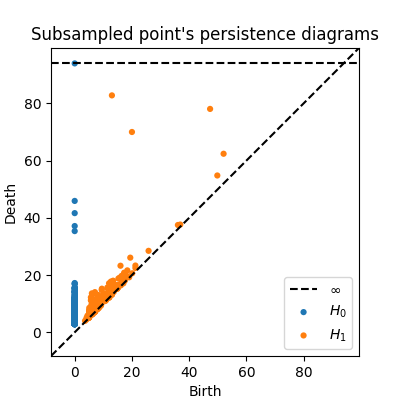 Subsampled point's persistence diagrams
Death
80
60
40
20
0
0 20 40 60 80
Birth
∞
H₀
H₁